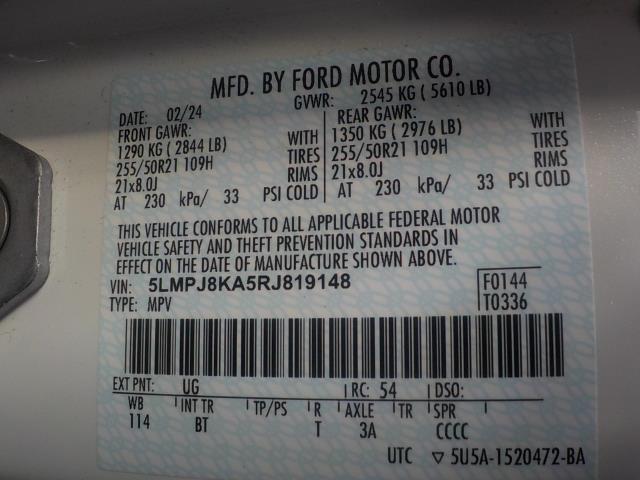 MFD. BY FORD MOTOR CO.
DATE: 02/24 GVWR: 2545 KG ( 5610 LB)
FRONT GAWR: REAR GAWR:
1290 KG ( 2844 LB) WITH 1350 KG ( 2976 LB) WITH
255/50R21 109H TIRES 255/50R21 109H TIRES
21x8.0J RIMS 21x8.0J RIMS
AT 230 kPa/ 33 PSI COLD AT 230 kPa/ 33 PSI COLD
THIS VEHICLE CONFORMS TO ALL APPLICABLE FEDERAL MOTOR
VEHICLE SAFETY AND THEFT PREVENTION STANDARDS IN
EFFECT ON THE DATE OF MANUFACTURE SHOWN ABOVE.
VIN: 5LMPJ8KA5RJ819148 F0144
TYPE: MPV T0336
EXT PNT: UG RC: 54 DSO:
WB INT TR TP/PS R AXLE TR SPR
114 BT T 3A CCCC
UTC ▽ 5U5A-1520472-BA